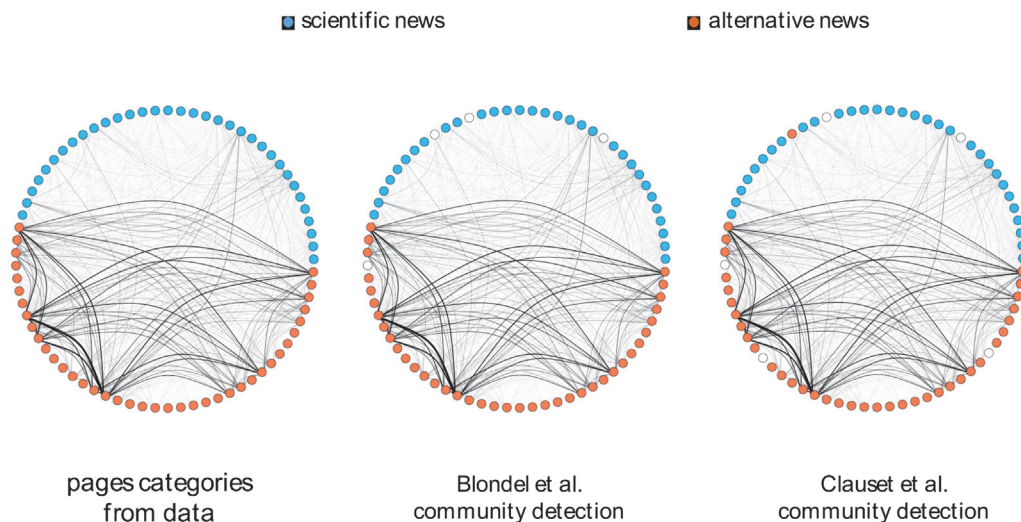 scientific news
alternative news
pages categories
from data
Blondel et al.
community detection
Clauset et al.
community detection